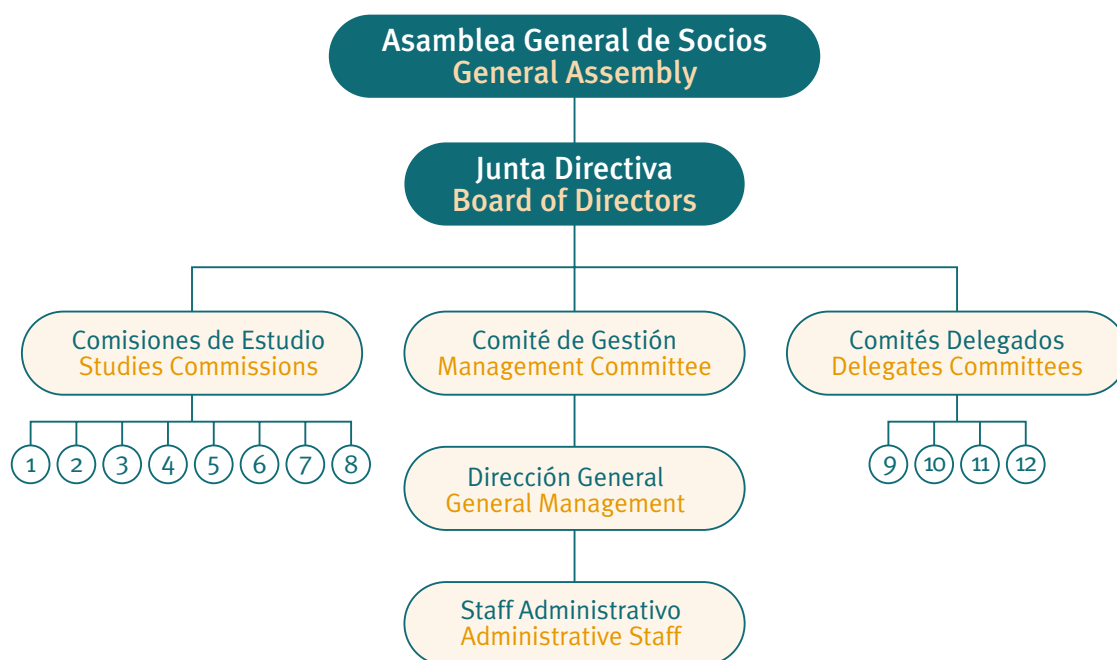 Asamblea General de Socios
General Assembly
Junta Directiva
Board of Directors
Comisiones de Estudio
Studies Commissions
Comité de Gestión
Management Committee
Comités Delegados
Delegates Committees
1 2 3 4 5 6 7 8
9 10 11 12
Dirección General
General Management
Staff Administrativo
Administrative Staff